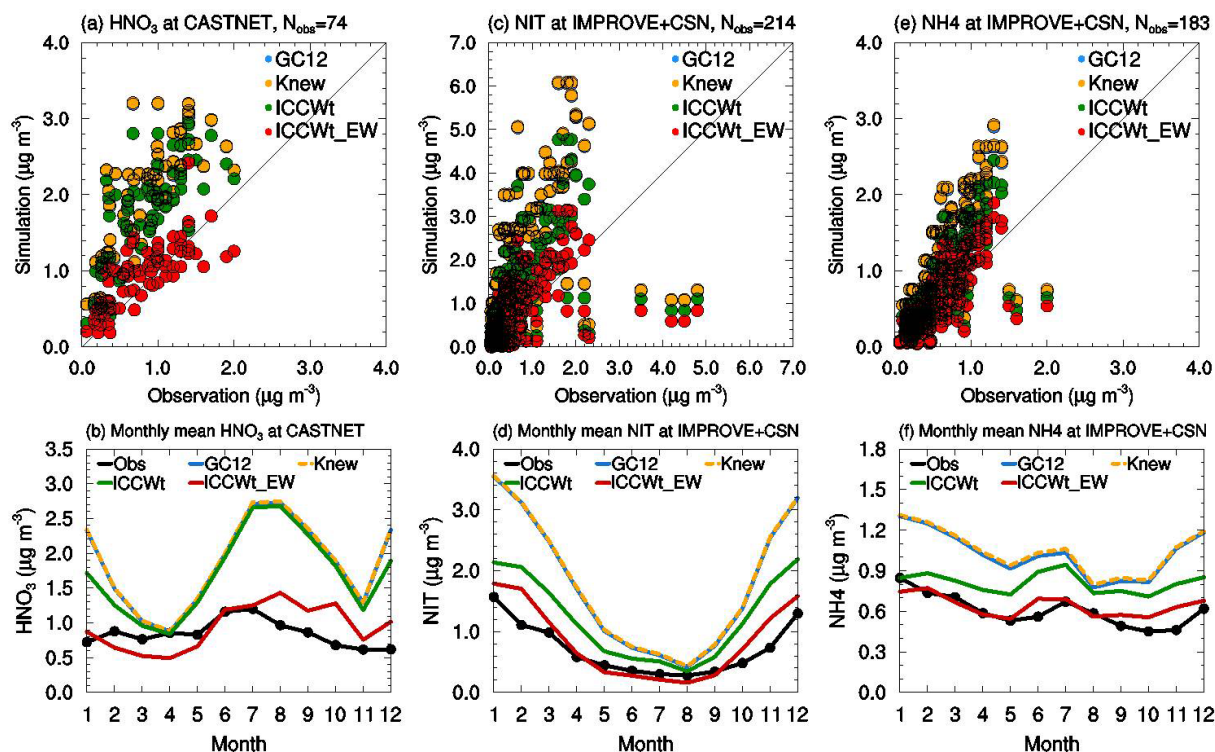 (a) HNO₃ at CASTNET, N_obs=74
4.0
3.0
2.0
1.0
0.0
Simulation (μg m⁻³)
GC12
Knew
ICCWt
ICCWt_EW
0.0 1.0 2.0 3.0 4.0
Observation (μg m⁻³)
(c) NIT at IMPROVE+CSN, N_obs=214
7.0
6.0
5.0
4.0
3.0
2.0
1.0
0.0
Simulation (μg m⁻³)
GC12
Knew
ICCWt
ICCWt_EW
0.0 1.0 2.0 3.0 4.0 5.0 6.0 7.0
Observation (μg m⁻³)
(e) NH4 at IMPROVE+CSN, N_obs=183
4.0
3.0
2.0
1.0
0.0
Simulation (μg m⁻³)
GC12
Knew
ICCWt
ICCWt_EW
0.0 1.0 2.0 3.0 4.0
Observation (μg m⁻³)
(b) Monthly mean HNO₃ at CASTNET
3.5
3.0
2.5
2.0
1.5
1.0
0.5
0.0
HNO₃ (μg m⁻³)
Obs GC12 Knew
ICCWt ICCWt_EW
1 2 3 4 5 6 7 8 9 10 11 12
Month
(d) Monthly mean NIT at IMPROVE+CSN
4.0
3.0
2.0
1.0
0.0
NIT (μg m⁻³)
Obs GC12 Knew
ICCWt ICCWt_EW
1 2 3 4 5 6 7 8 9 10 11 12
Month
(f) Monthly mean NH4 at IMPROVE+CSN
1.8
1.5
1.2
0.9
0.6
0.3
0.0
NH4 (μg m⁻³)
Obs GC12 Knew
ICCWt ICCWt_EW
1 2 3 4 5 6 7 8 9 10 11 12
Month